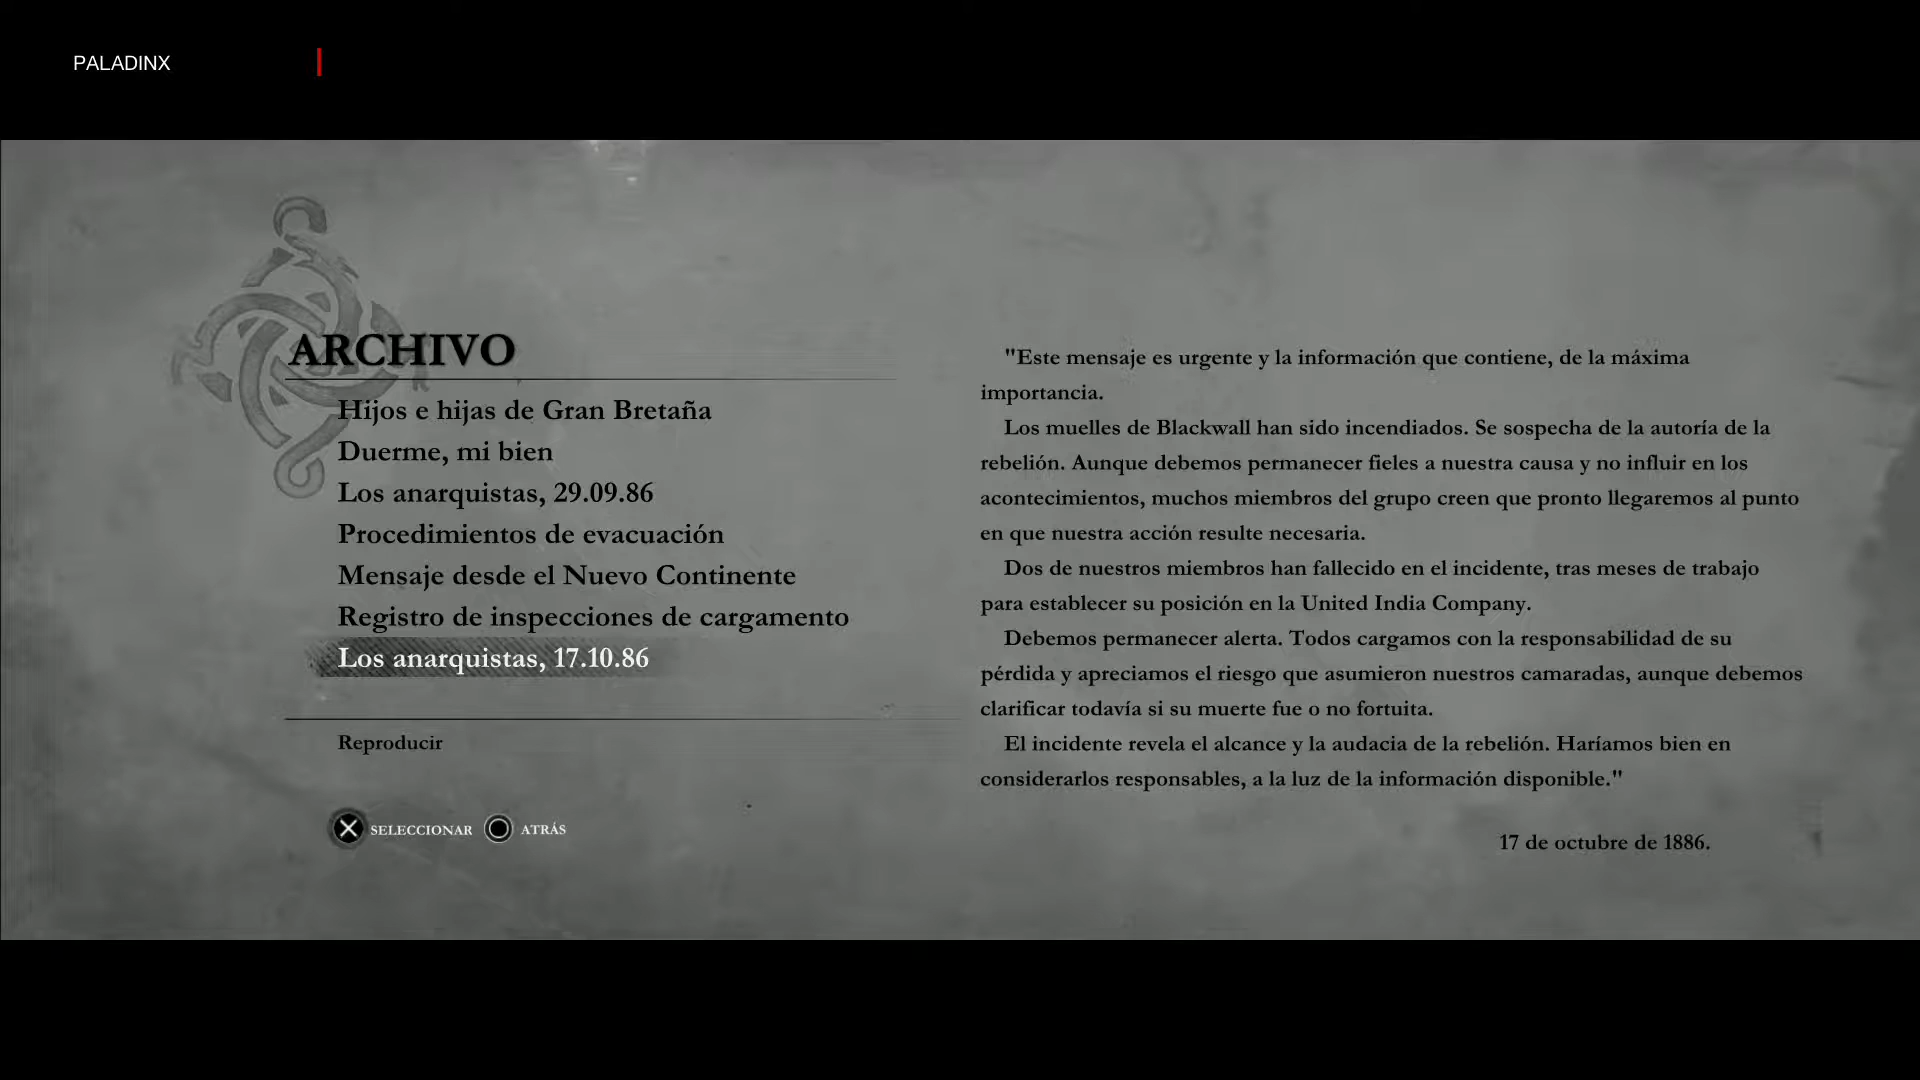 PALADINX
ARCHIVO
Hijos e hijas de Gran Bretaña
Duerme, mi bien
Los anarquistas, 29.09.86
Procedimientos de evacuación
Mensaje desde el Nuevo Continente
Registro de inspecciones de cargamento
Los anarquistas, 17.10.86
Reproducir
SELECCIONAR ATRÁS
"Este mensaje es urgente y la información que contiene, de la máxima
importancia.
Los muelles de Blackwall han sido incendiados. Se sospecha de la autoría de la
rebelión. Aunque debemos permanecer fieles a nuestra causa y no influir en los
acontecimientos, muchos miembros del grupo creen que pronto llegaremos al punto
en que nuestra acción resulte necesaria.
Dos de nuestros miembros han fallecido en el incidente, tras meses de trabajo
para establecer su posición en la United India Company.
Debemos permanecer alerta. Todos cargamos con la responsabilidad de su
pérdida y apreciamos el riesgo que asumieron nuestros camaradas, aunque debemos
clarificar todavía si su muerte fue o no fortuita.
El incidente revela el alcance y la audacia de la rebelión. Haríamos bien en
considerarlos responsables, a la luz de la información disponible."
17 de octubre de 1886.